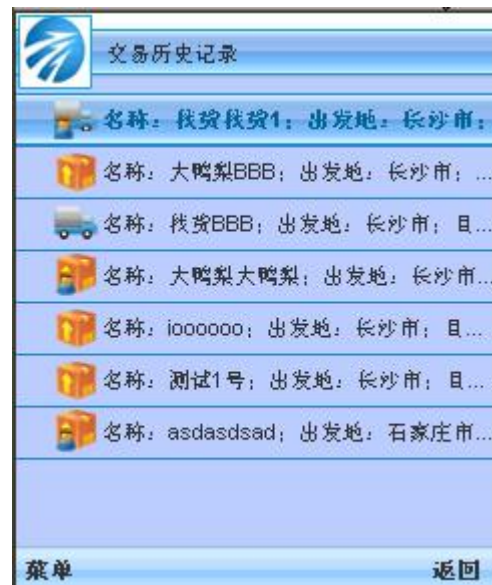 交易历史记录
名称：找货找货1；出发地：长沙市；
名称：大鸭梨BBB；出发地：长沙市；...
名称：找货BBB；出发地：长沙市；目...
名称：大鸭梨大鸭梨；出发地：长沙市...
名称：ioooooo；出发地：长沙市；目...
名称：测试1号；出发地：长沙市；目...
名称：asdasdsad；出发地：石家庄市...
菜单 返回